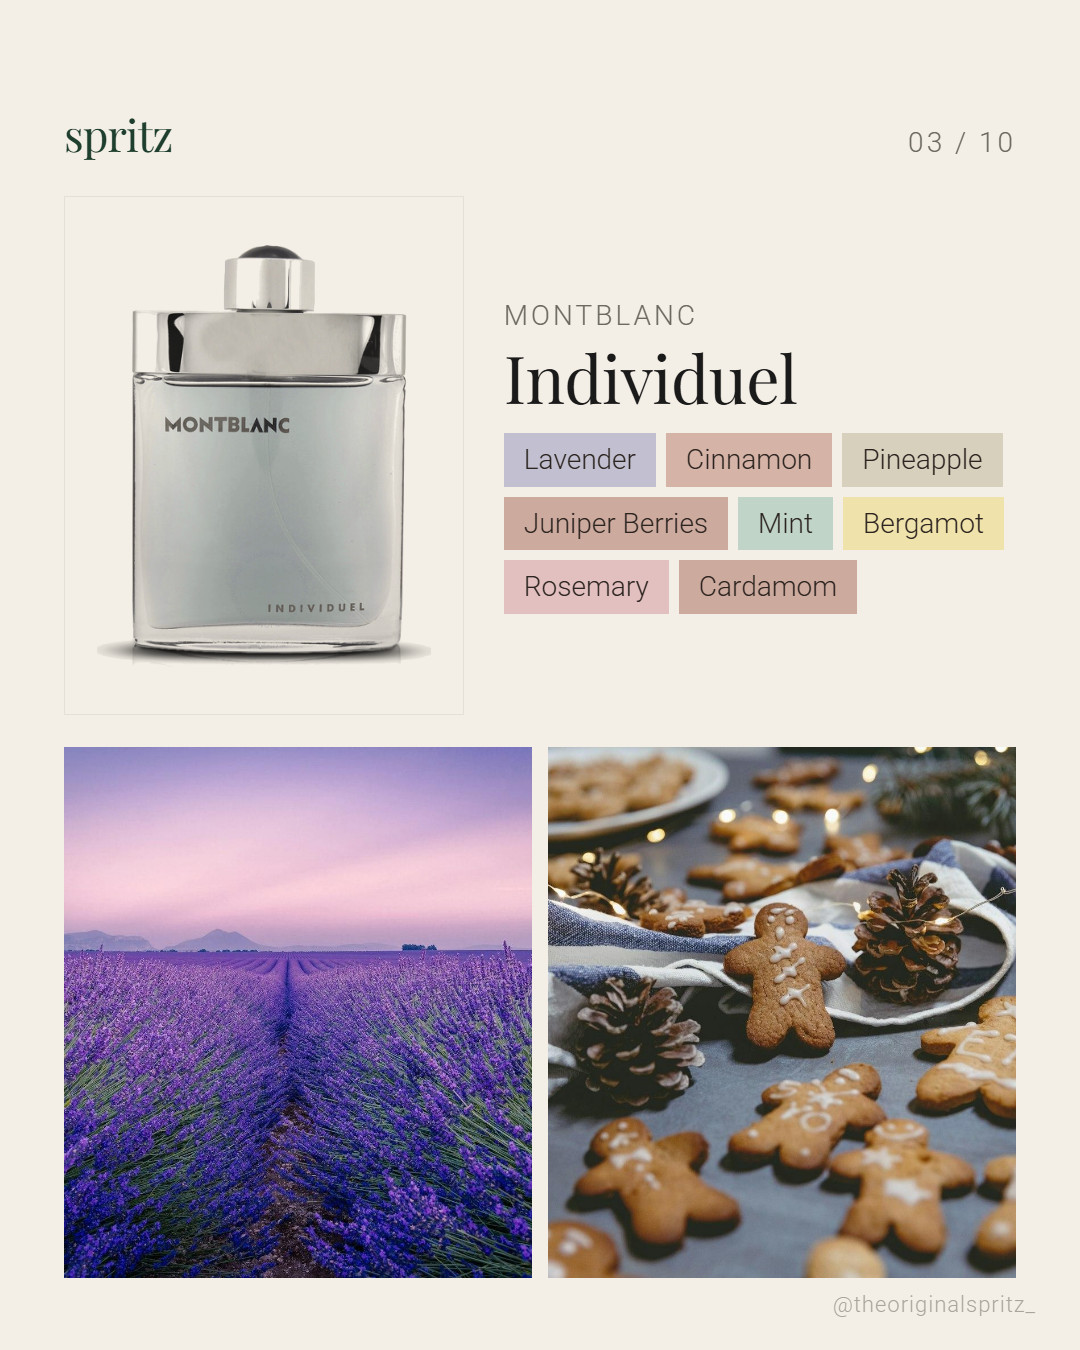 spritz
03 / 10
MONTBLANC
INDIVIDUEL
MONTBLANC
Individuel
Lavender
Cinnamon
Pineapple
Juniper Berries
Mint
Bergamot
Rosemary
Cardamom
@theoriginalspritz_